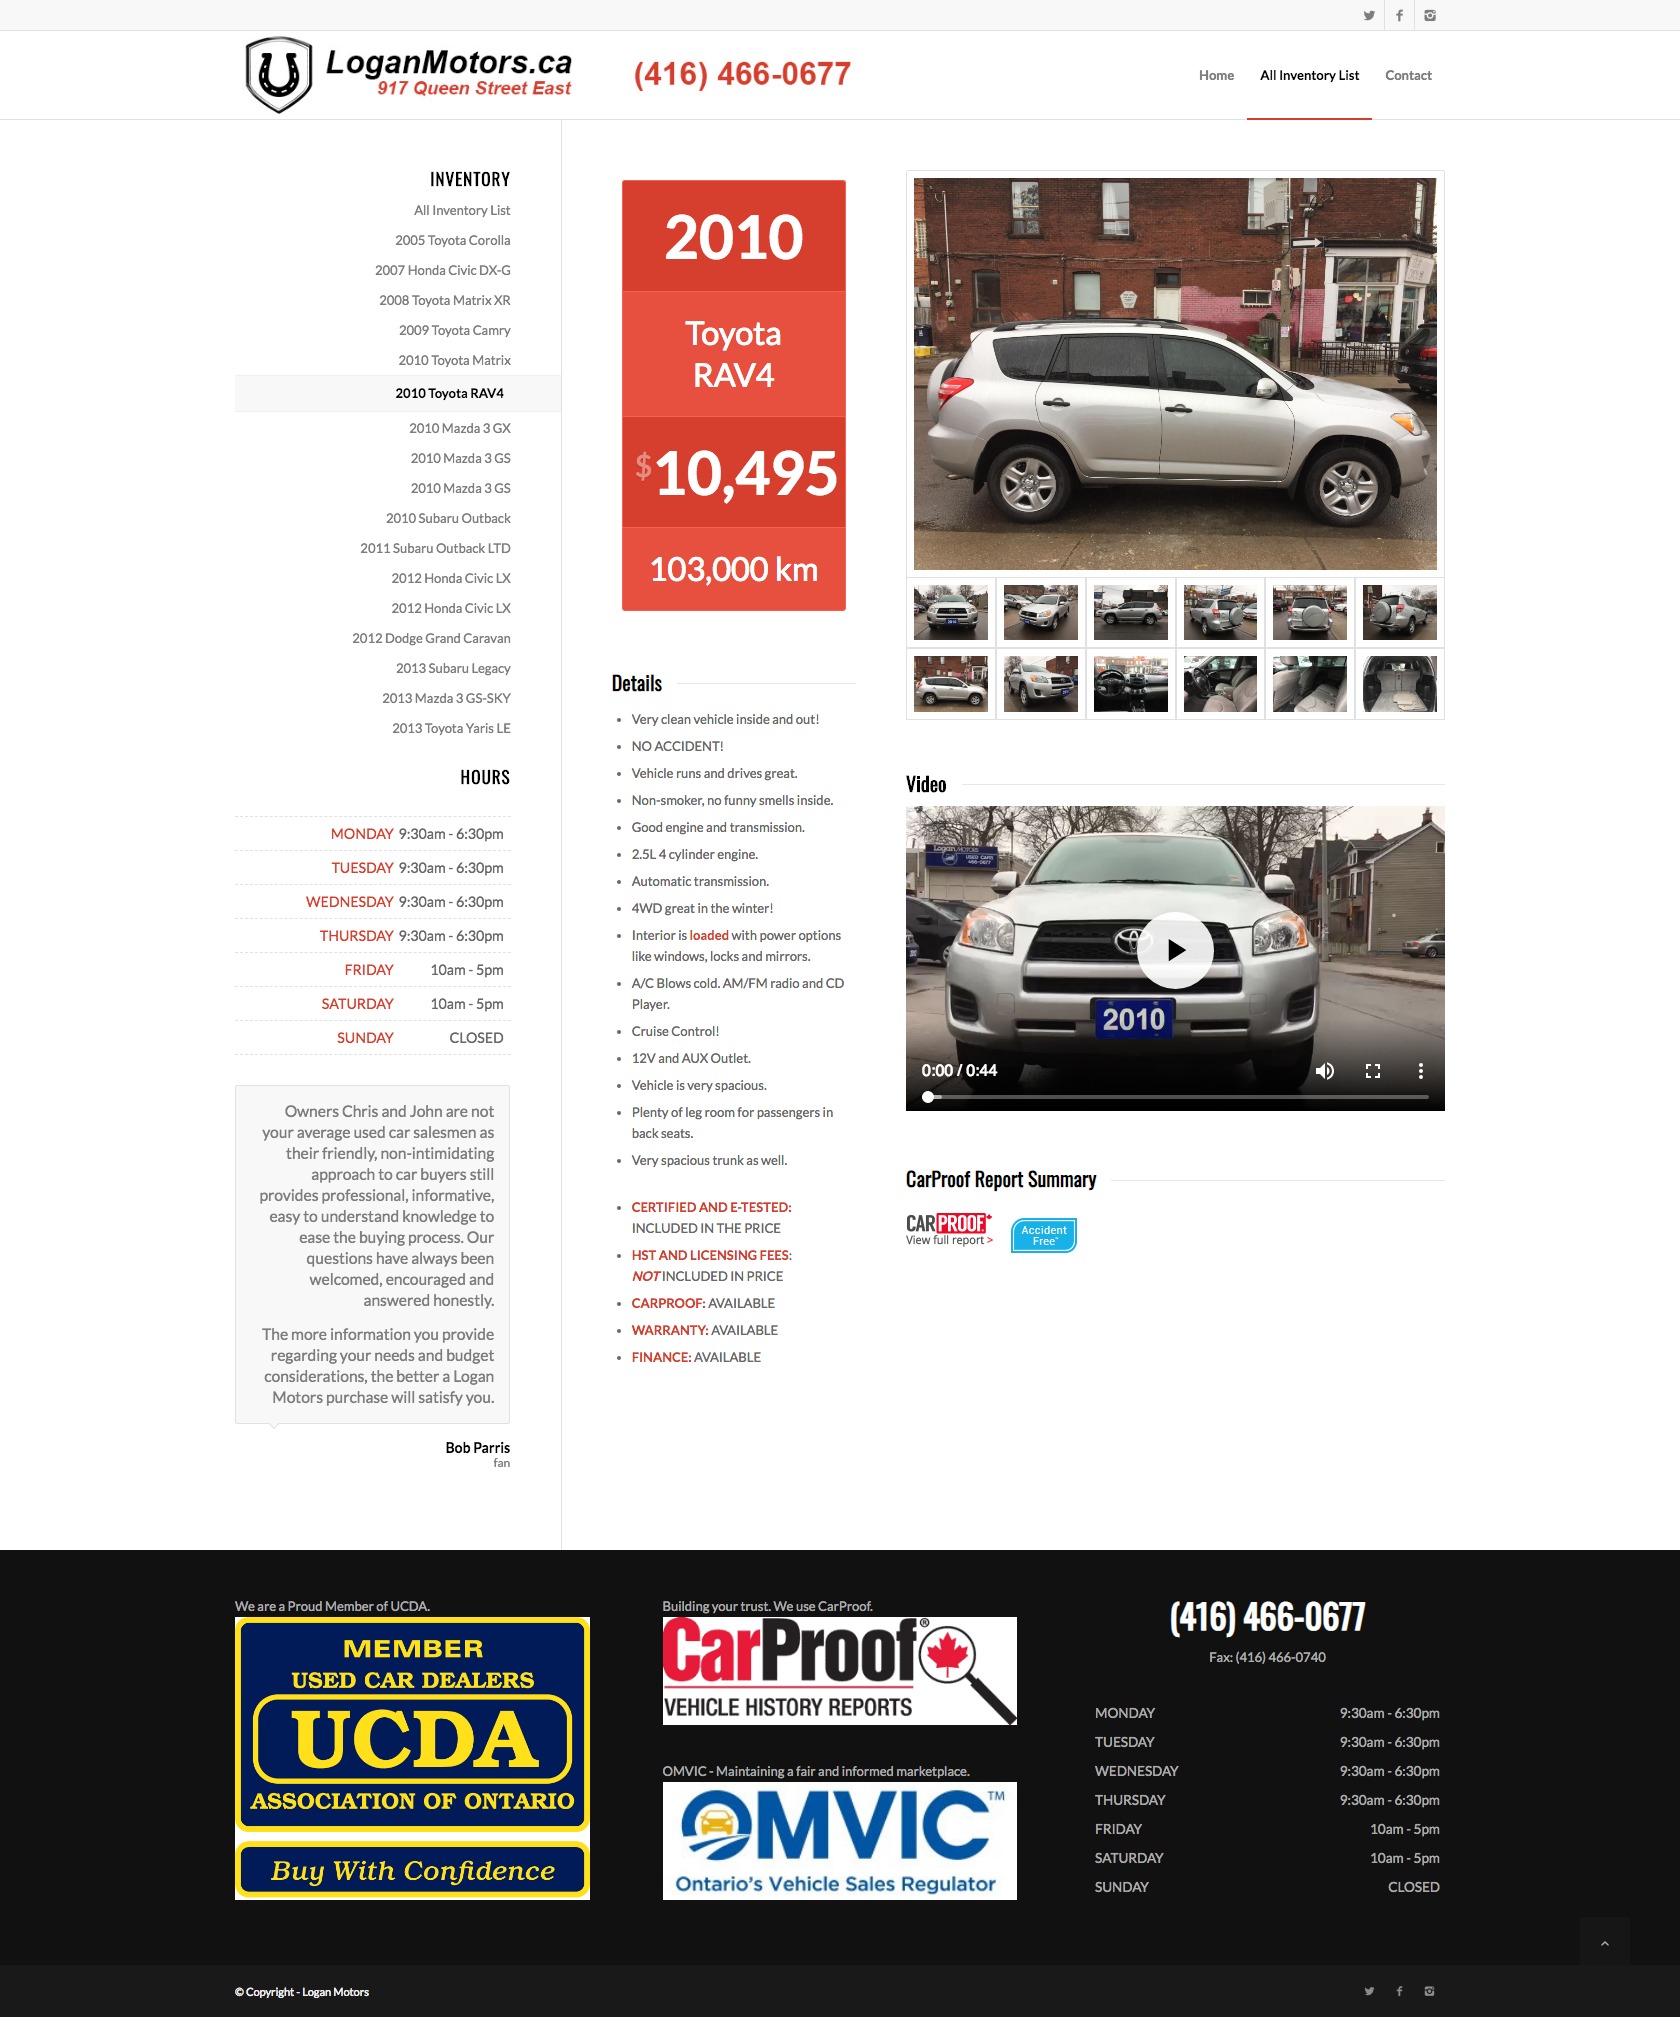 LoganMotors.ca
917 Queen Street East
(416) 466-0677
Home
All Inventory List
Contact
INVENTORY
All Inventory List
2005 Toyota Corolla
2007 Honda Civic DX-G
2008 Toyota Matrix XR
2009 Toyota Camry
2010 Toyota Matrix
2010 Toyota RAV4
2010 Mazda 3 GX
2010 Mazda 3 GS
2010 Mazda 3 GS
2010 Subaru Outback
2011 Subaru Outback LTD
2012 Honda Civic LX
2012 Honda Civic LX
2012 Dodge Grand Caravan
2013 Subaru Legacy
2013 Mazda 3 GS-SKY
2013 Toyota Yaris LE
HOURS
MONDAY 9:30am - 6:30pm
TUESDAY 9:30am - 6:30pm
WEDNESDAY 9:30am - 6:30pm
THURSDAY 9:30am - 6:30pm
FRIDAY 10am - 5pm
SATURDAY 10am - 5pm
SUNDAY CLOSED
Owners Chris and John are not
your average used car salesmen as
their friendly, non-intimidating
approach to car buyers still
provides professional, informative,
easy to understand knowledge to
ease the buying process. Our
questions have always been
welcomed, encouraged and
answered honestly.
The more information you provide
regarding your needs and budget
considerations, the better a Logan
Motors purchase will satisfy you.
Bob Parris
fan
2010
Toyota
RAV4
$10,495
103,000 km
Details
Very clean vehicle inside and out!
NO ACCIDENT!
Vehicle runs and drives great.
Non-smoker, no funny smells inside.
Good engine and transmission.
2.5L 4 cylinder engine.
Automatic transmission.
4WD great in the winter!
Interior is loaded with power options
like windows, locks and mirrors.
A/C Blows cold. AM/FM radio and CD
Player.
Cruise Control!
12V and AUX Outlet.
Vehicle is very spacious.
Plenty of leg room for passengers in
back seats.
Very spacious trunk as well.
CERTIFIED AND E-TESTED:
INCLUDED IN THE PRICE
HST AND LICENSING FEES:
NOT INCLUDED IN PRICE
CARPROOF: AVAILABLE
WARRANTY: AVAILABLE
FINANCE: AVAILABLE
Video
LoganMOTORS
USED CARS
466-0677
2010
0:00 / 0:44
CarProof Report Summary
CARPROOF
View full report >
Accident
Free
We are a Proud Member of UCDA.
MEMBER
USED CAR DEALERS
UCDA
ASSOCIATION OF ONTARIO
Buy With Confidence
Building your trust. We use CarProof.
CarProof®
VEHICLE HISTORY REPORTS
OMVIC - Maintaining a fair and informed marketplace.
OMVIC™
Ontario's Vehicle Sales Regulator
(416) 466-0677
Fax: (416) 466-0740
MONDAY 9:30am - 6:30pm
TUESDAY 9:30am - 6:30pm
WEDNESDAY 9:30am - 6:30pm
THURSDAY 9:30am - 6:30pm
FRIDAY 10am - 5pm
SATURDAY 10am - 5pm
SUNDAY CLOSED
© Copyright - Logan Motors